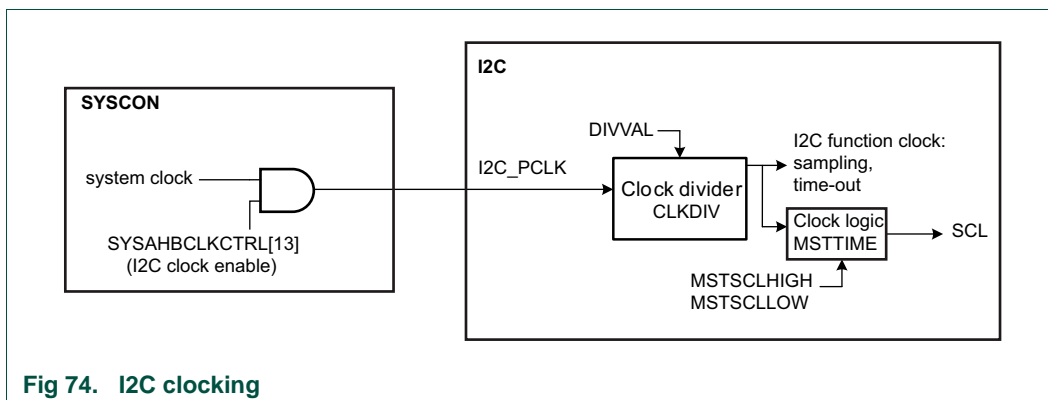 I2C
SYSCON
DIVVAL
I2C function clock:
sampling,
time-out
system clock
I2C_PCLK
Clock divider
CLKDIV
Clock logic
MSTTIME
SCL
SYSAHBCLKCTRL[13]
(I2C clock enable)
MSTSCLHIGH
MSTSCLLOW
Fig 74. I2C clocking